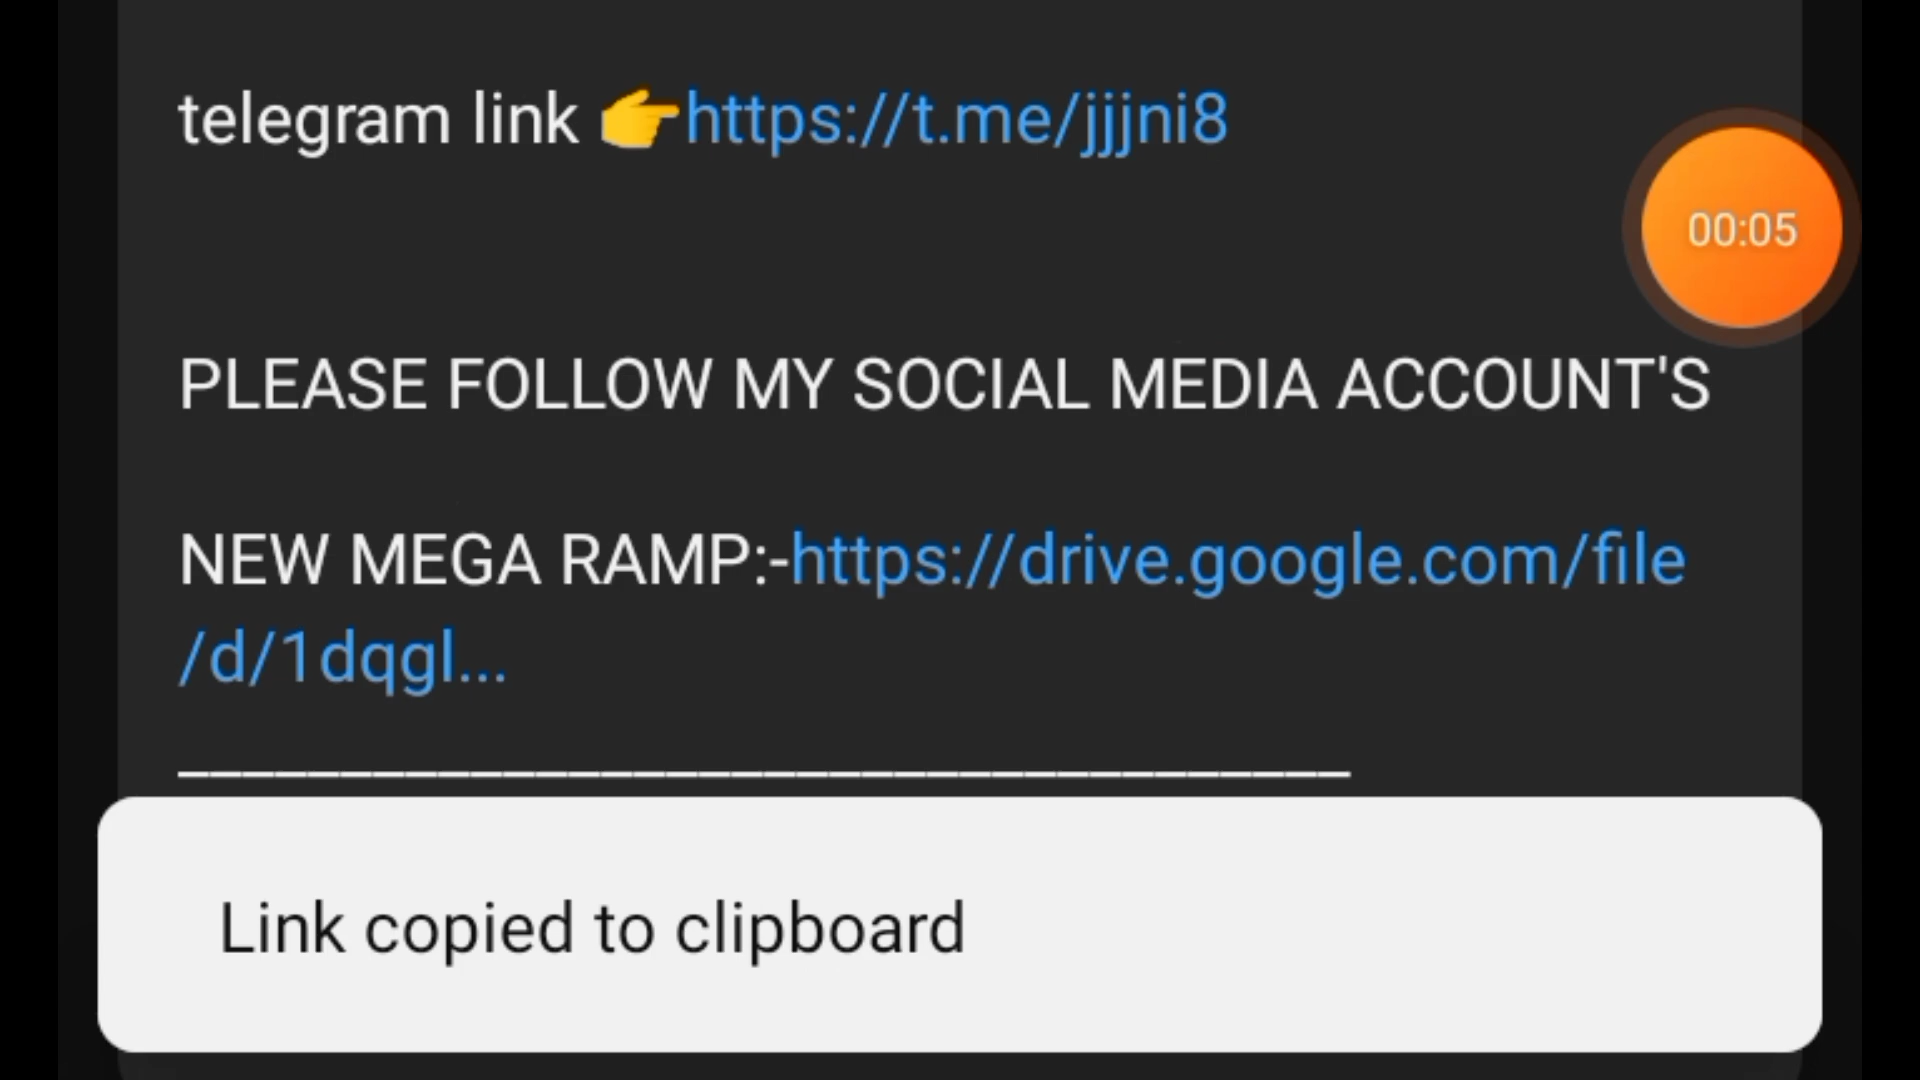 telegram link 👉https://t.me/jjjni8
00:05
PLEASE FOLLOW MY SOCIAL MEDIA ACCOUNT'S
NEW MEGA RAMP:-https://drive.google.com/file
/d/1dqgl...
____________________________________
Link copied to clipboard